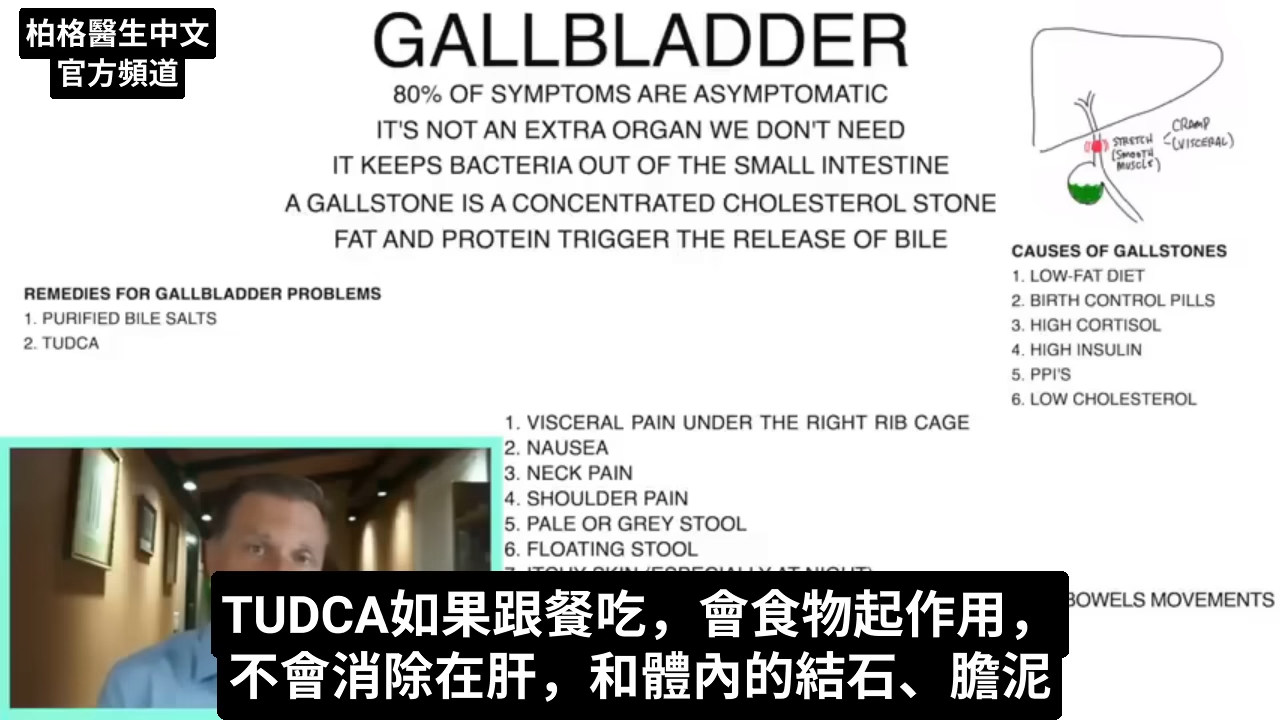 柏格醫生中文
官方頻道
GALLBLADDER
80% OF SYMPTOMS ARE ASYMPTOMATIC
IT'S NOT AN EXTRA ORGAN WE DON'T NEED
IT KEEPS BACTERIA OUT OF THE SMALL INTESTINE
A GALLSTONE IS A CONCENTRATED CHOLESTEROL STONE
FAT AND PROTEIN TRIGGER THE RELEASE OF BILE
STRETCH
(SMOOTH
MUSCLE)
CRAMP
(VISCERAL)
REMEDIES FOR GALLBLADDER PROBLEMS
1. PURIFIED BILE SALTS
2. TUDCA
CAUSES OF GALLSTONES
1. LOW-FAT DIET
2. BIRTH CONTROL PILLS
3. HIGH CORTISOL
4. HIGH INSULIN
5. PPI'S
6. LOW CHOLESTEROL
1. VISCERAL PAIN UNDER THE RIGHT RIB CAGE
2. NAUSEA
3. NECK PAIN
4. SHOULDER PAIN
5. PALE OR GREY STOOL
6. FLOATING STOOL
7. ITCHY SKIN (ESPECIALLY AT NIGHT)
BOWELS MOVEMENTS
TUDCA如果跟餐吃，會食物起作用，
不會消除在肝，和體內的結石、膽泥